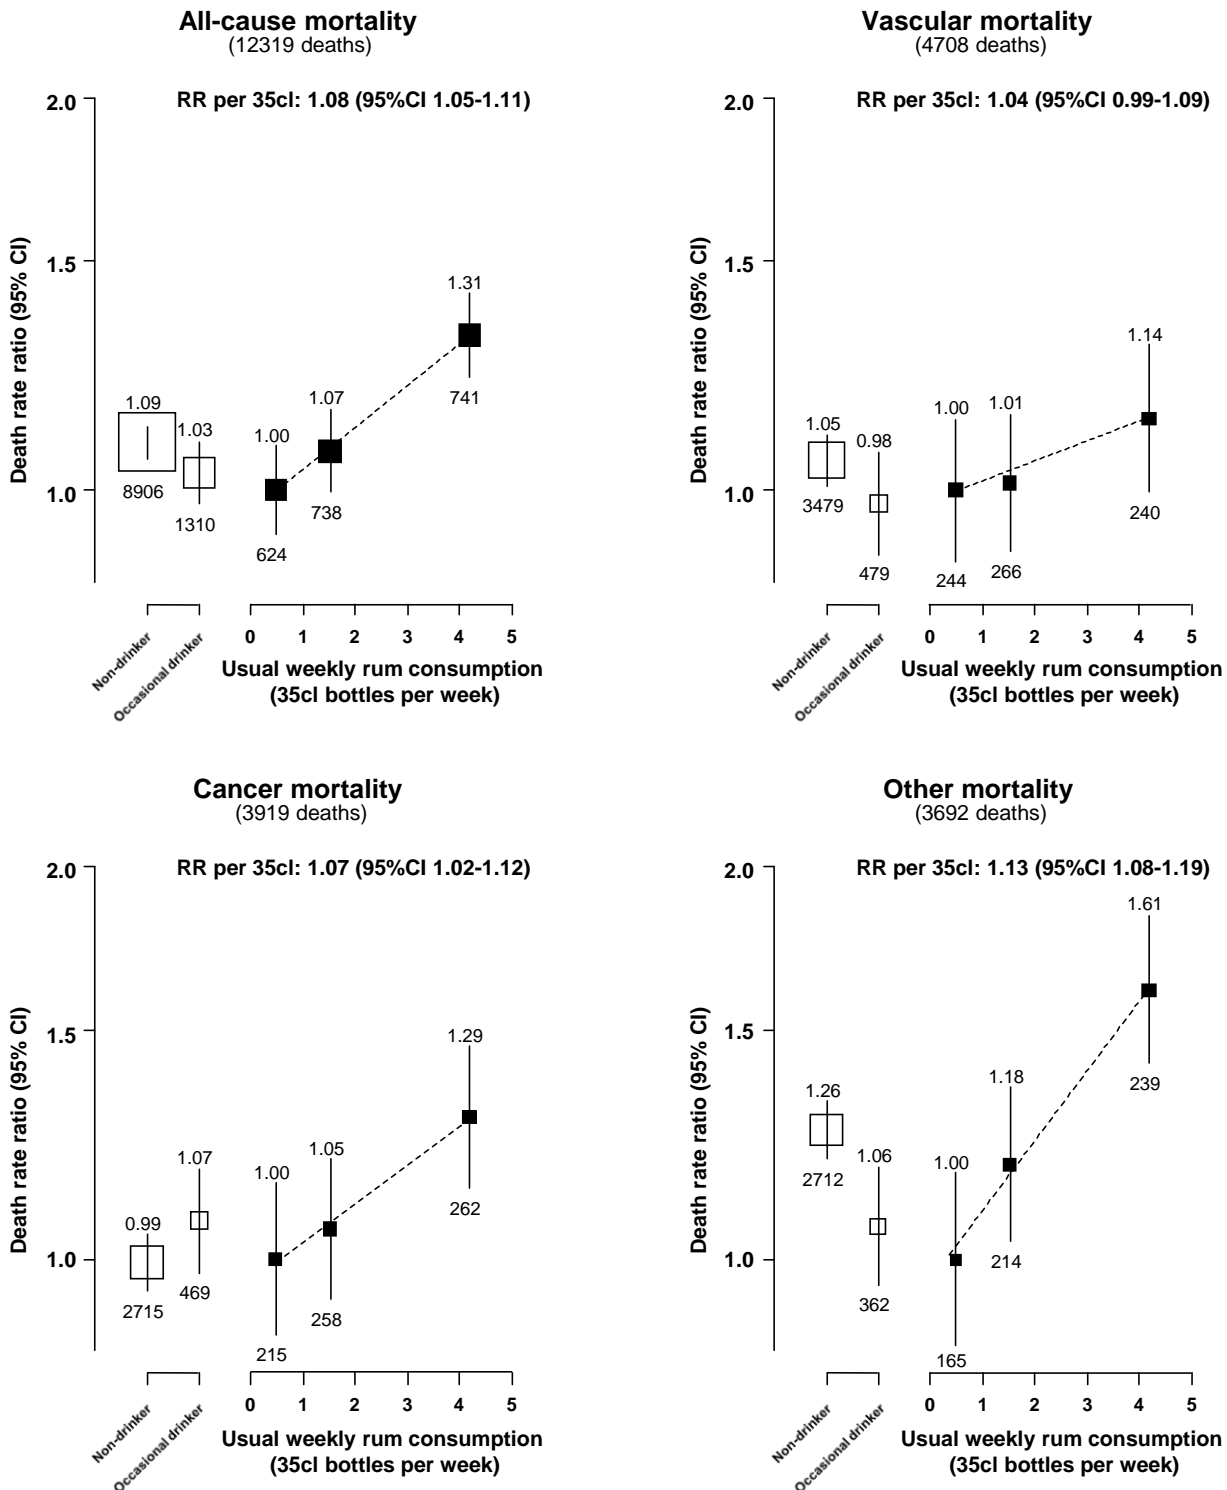 All-cause mortality
(12319 deaths)
RR per 35cl: 1.08 (95%CI 1.05-1.11)
2.0
1.5
1.0
Death rate ratio (95% CI)
1.09
8906
1.03
1310
1.00
624
1.07
738
1.31
741
Non-drinker
Occasional drinker
0 1 2 3 4 5
Usual weekly rum consumption
(35cl bottles per week)
Vascular mortality
(4708 deaths)
RR per 35cl: 1.04 (95%CI 0.99-1.09)
2.0
1.5
1.0
Death rate ratio (95% CI)
1.05
3479
0.98
479
1.00
244
1.01
266
1.14
240
Non-drinker
Occasional drinker
0 1 2 3 4 5
Usual weekly rum consumption
(35cl bottles per week)
Cancer mortality
(3919 deaths)
RR per 35cl: 1.07 (95%CI 1.02-1.12)
2.0
1.5
1.0
Death rate ratio (95% CI)
0.99
2715
1.07
469
1.00
215
1.05
258
1.29
262
Non-drinker
Occasional drinker
0 1 2 3 4 5
Usual weekly rum consumption
(35cl bottles per week)
Other mortality
(3692 deaths)
RR per 35cl: 1.13 (95%CI 1.08-1.19)
2.0
1.5
1.0
Death rate ratio (95% CI)
1.26
2712
1.06
362
1.00
165
1.18
214
1.61
239
Non-drinker
Occasional drinker
0 1 2 3 4 5
Usual weekly rum consumption
(35cl bottles per week)